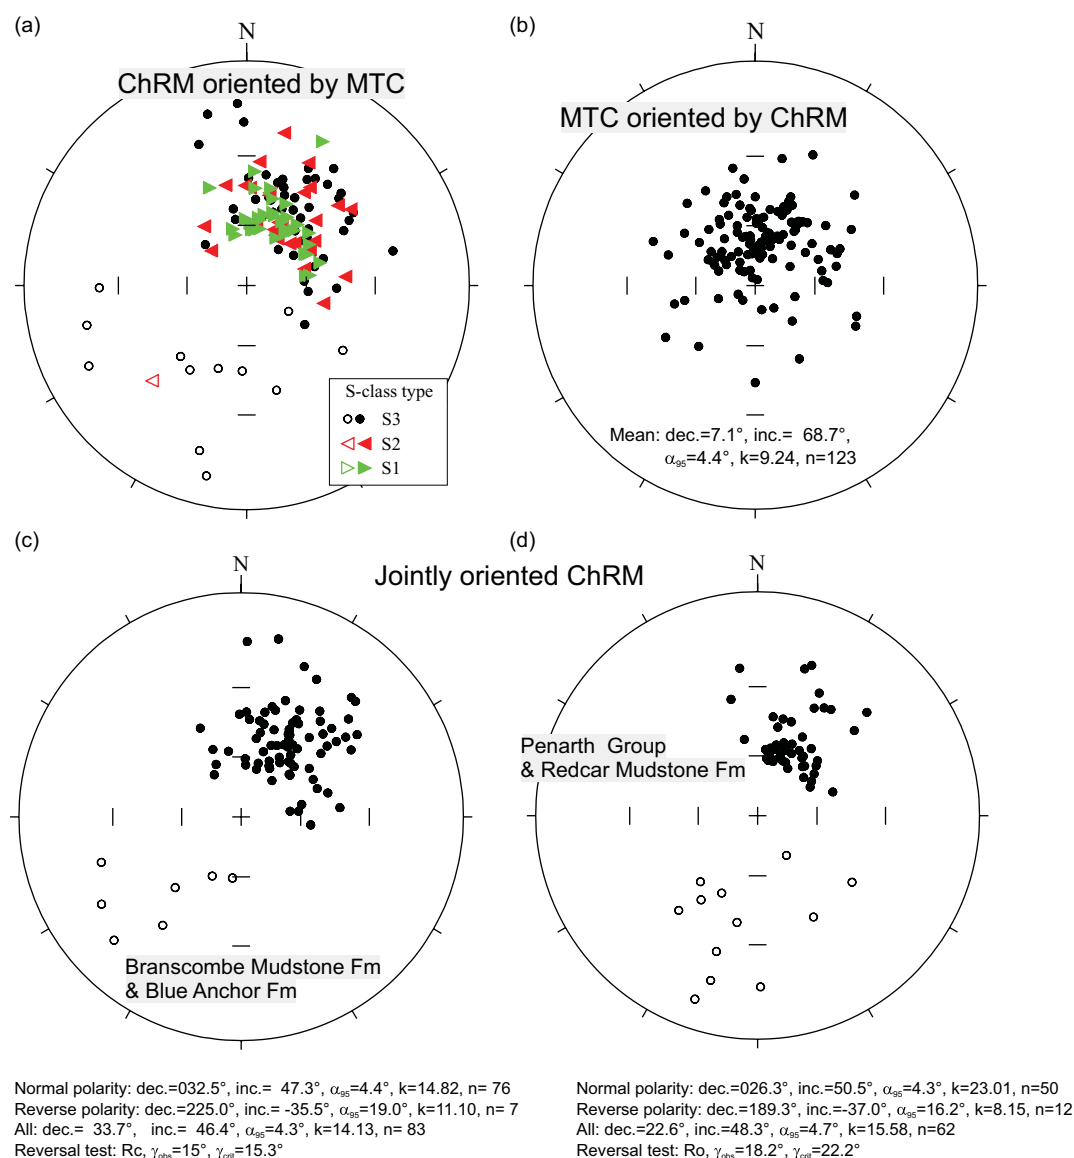 (a)
N
ChRM oriented by MTC
S-class type
S3
S2
S1
(b)
N
MTC oriented by ChRM
Mean: dec.=7.1°, inc.= 68.7°,
α95=4.4°, k=9.24, n=123
(c)
N
Jointly oriented ChRM
Branscombe Mudstone Fm
& Blue Anchor Fm
(d)
N
Penarth Group
& Redcar Mudstone Fm
Normal polarity: dec.=032.5°, inc.= 47.3°, α95=4.4°, k=14.82, n= 76
Reverse polarity: dec.=225.0°, inc.= -35.5°, α95=19.0°, k=11.10, n= 7
All: dec.= 33.7°, inc.= 46.4°, α95=4.3°, k=14.13, n= 83
Reversal test: Rc, γobs=15°, γcrit=15.3°
Normal polarity: dec.=026.3°, inc.=50.5°, α95=4.3°, k=23.01, n=50
Reverse polarity: dec.=189.3°, inc.=-37.0°, α95=16.2°, k=8.15, n=12
All: dec.=22.6°, inc.=48.3°, α95=4.7°, k=15.58, n=62
Reversal test: Ro, γobs=18.2°, γcrit=22.2°